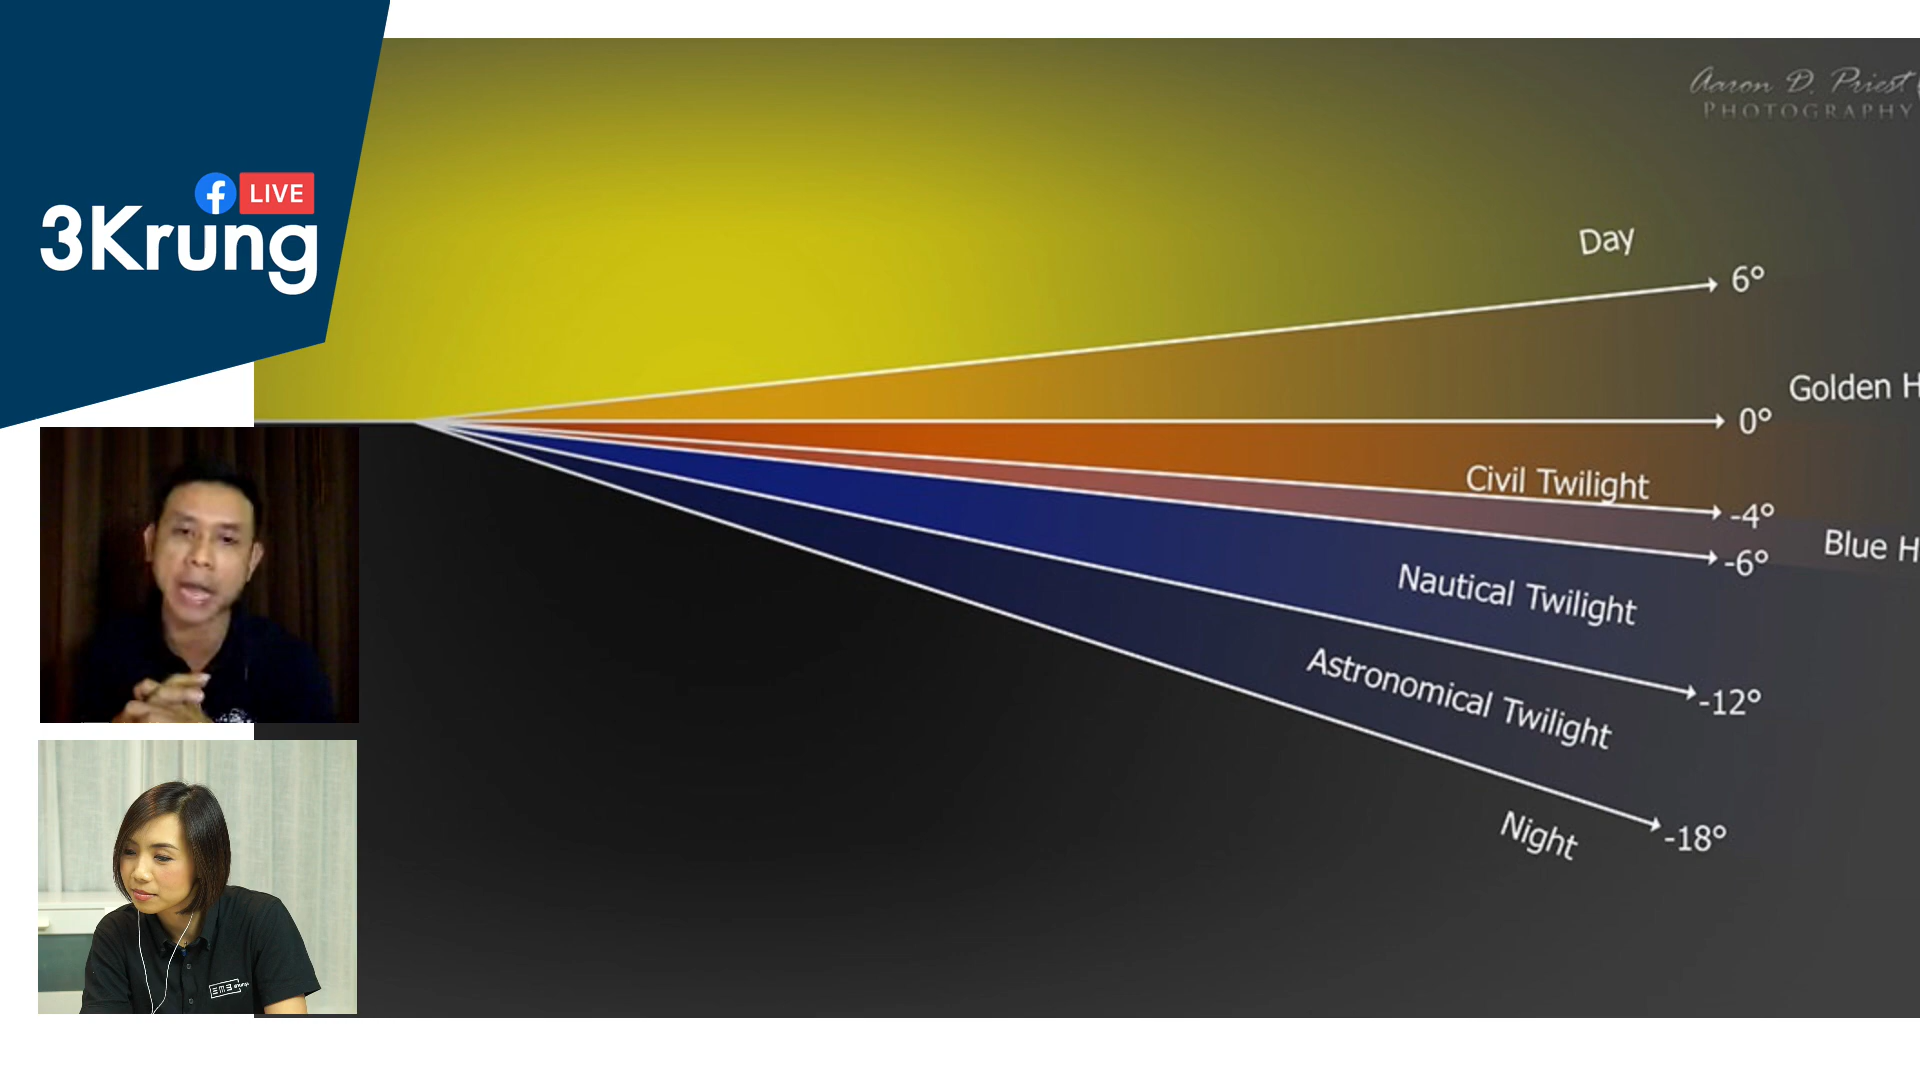 LIVE
3Krung
Aaron D. Priest
PHOTOGRAPHY
Day
6°
Golden H
0°
Civil Twilight
-4°
Blue H
-6°
Nautical Twilight
-12°
Astronomical Twilight
-18°
Night